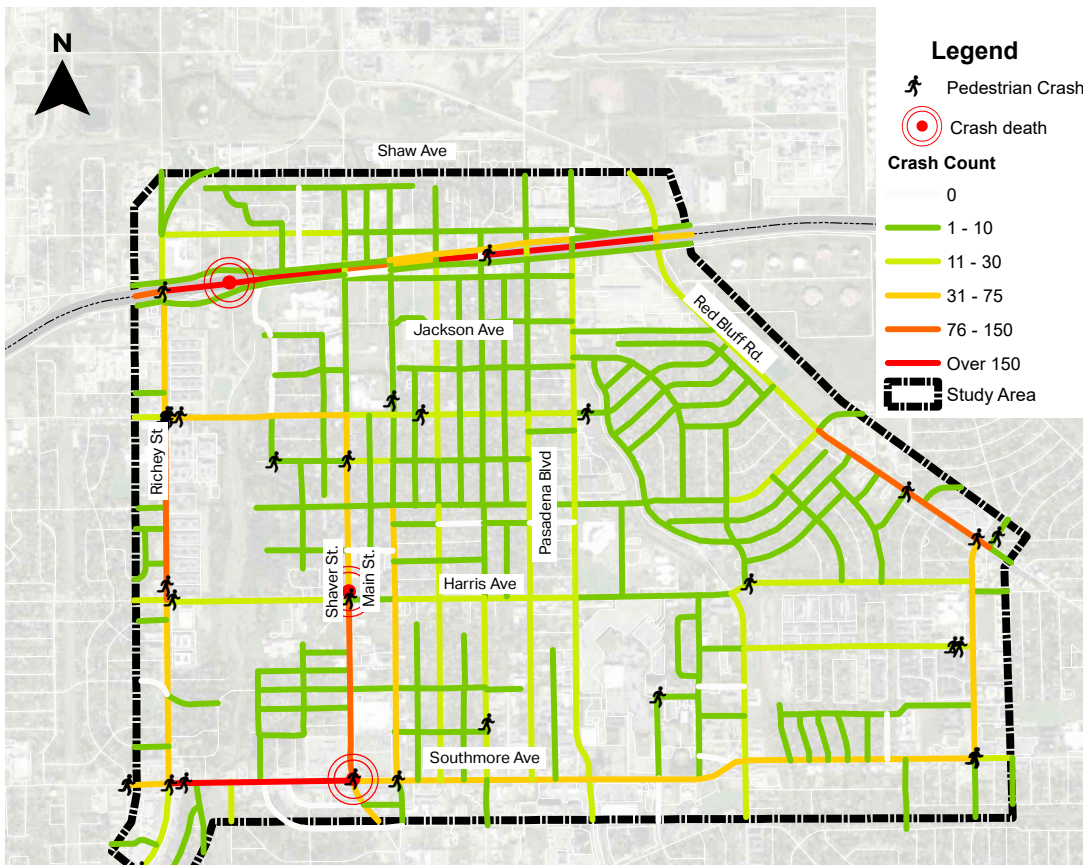 N
Shaw Ave
Jackson Ave
Red Bluff Rd.
Richey St
Pasadena Blvd
Shaver St.
Main St.
Harris Ave
Southmore Ave
Legend
Pedestrian Crash
Crash death
Crash Count
0
1 - 10
11 - 30
31 - 75
76 - 150
Over 150
Study Area